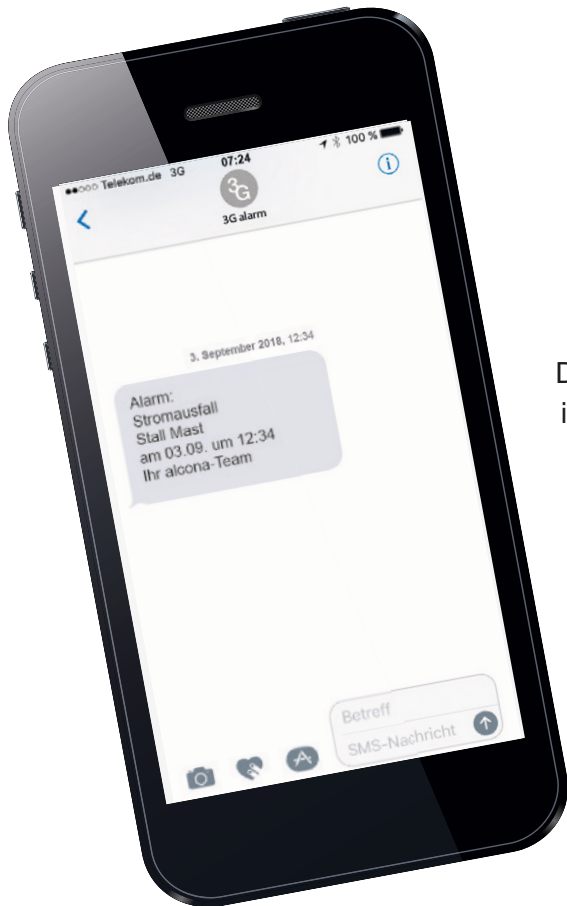 Telekom.de 3G 07:24 100 %
3G
3G alarm
3. September 2018, 12:34
Alarm:
Stromausfall
Stall Mast
am 03.09. um 12:34
Ihr alcona-Team
Betreff
SMS-Nachricht
D
i